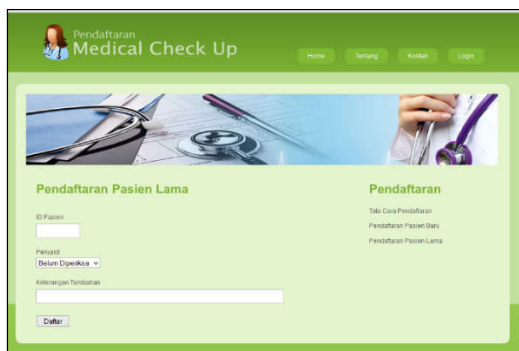 Pendaftaran
Medical Check Up
Home
Tentang
Kontak
Login
Pendaftaran Pasien Lama
ID Pasien
Penyakit
Belum Diperiksa
Keterangan Tambahan
Daftar
Pendaftaran
Tata Cara Pendaftaran
Pendaftaran Pasien Baru
Pendaftaran Pasien Lama